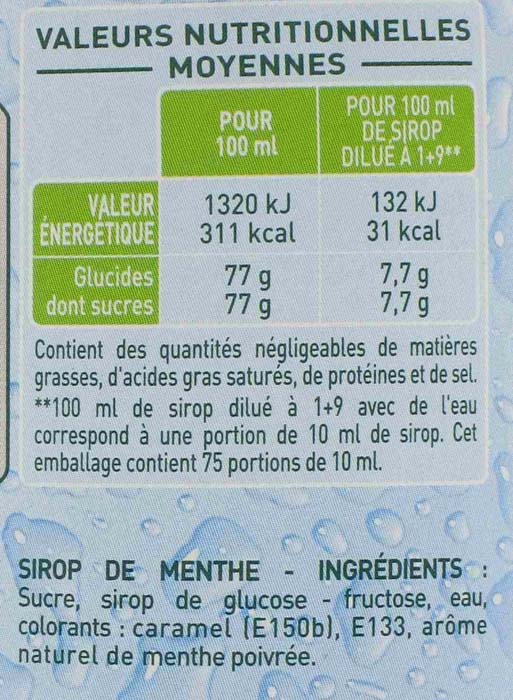 VALEURS NUTRITIONNELLES
MOYENNES
POUR
100 ml
POUR 100 ml
DE SIROP
DILUÉ À 1+9**
VALEUR
ÉNERGÉTIQUE
1320 kJ
311 kcal
132 kJ
31 kcal
Glucides
dont sucres
77 g
77 g
7,7 g
7,7 g
Contient des quantités négligeables de matières
grasses, d'acides gras saturés, de protéines et de sel.
**100 ml de sirop dilué à 1+9 avec de l'eau
correspond à une portion de 10 ml de sirop. Cet
emballage contient 75 portions de 10 ml.
SIROP DE MENTHE - INGRÉDIENTS :
Sucre, sirop de glucose - fructose, eau,
colorants : caramel (E150b), E133, arôme
naturel de menthe poivrée.